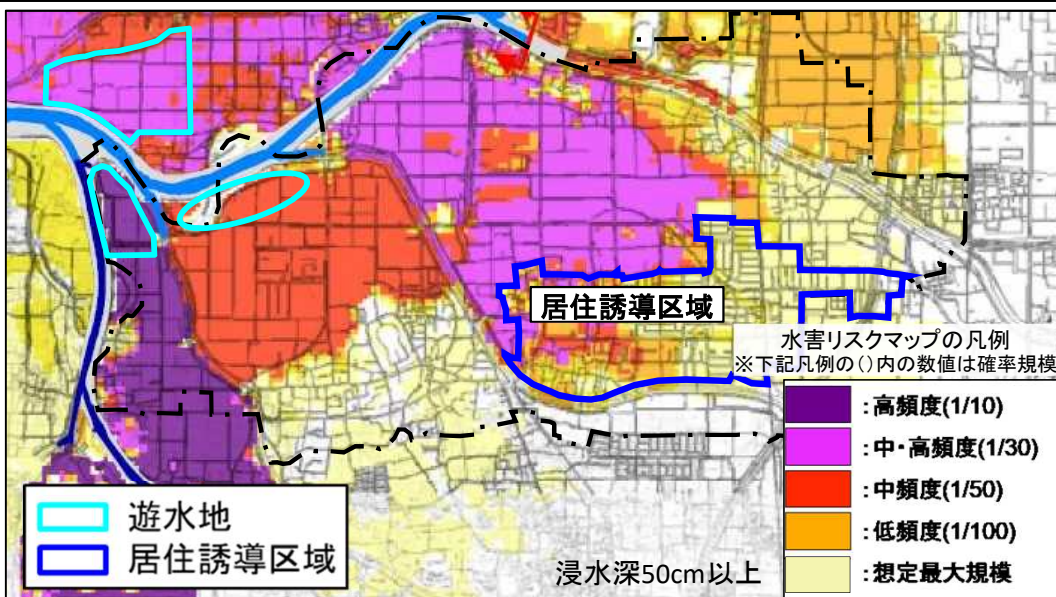 居住誘導区域
水害リスクマップの凡例
※下記凡例の()内の数値は確率規模
:高頻度(1/10)
:中・高頻度(1/30)
:中頻度(1/50)
:低頻度(1/100)
:想定最大規模
遊水地
居住誘導区域
浸水深50cm以上